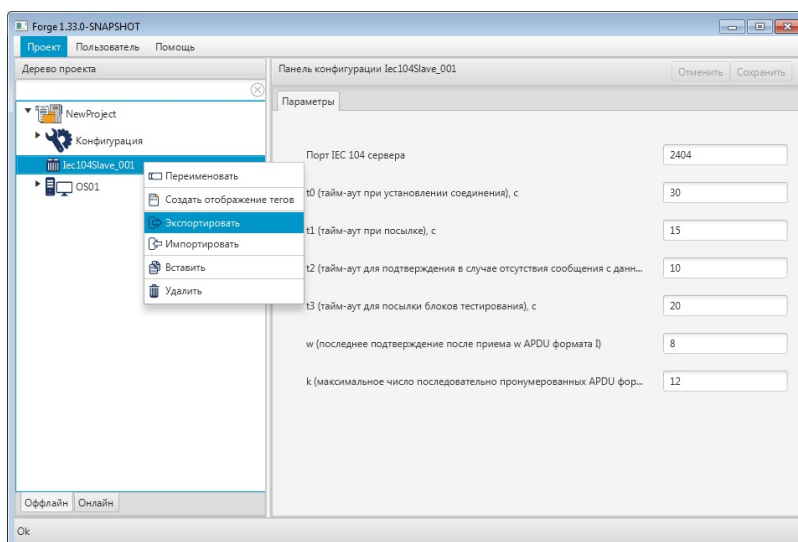 Forge 1.33.0-SNAPSHOT
Проект Пользователь Помощь
Дерево проекта
Панель конфигурации Iec104Slave_001
Отменить Сохранить
NewProject
Конфигурация
Iec104Slave_001
OS01
Переименовать
Создать отображение тегов
Экспортировать
Импортировать
Вставить
Удалить
Параметры
Порт IEC 104 сервера 2404
t0 (тайм-аут при установлении соединения), с 30
t1 (тайм-аут при посылке), с 15
t2 (тайм-аут для подтверждения в случае отсутствия сообщения с данн... 10
t3 (тайм-аут для посылки блоков тестирования), с 20
w (последнее подтверждение после приема w APDU формата I) 8
k (максимальное число последовательно пронумерованных APDU фор... 12
Оффлайн Онлайн
Ok